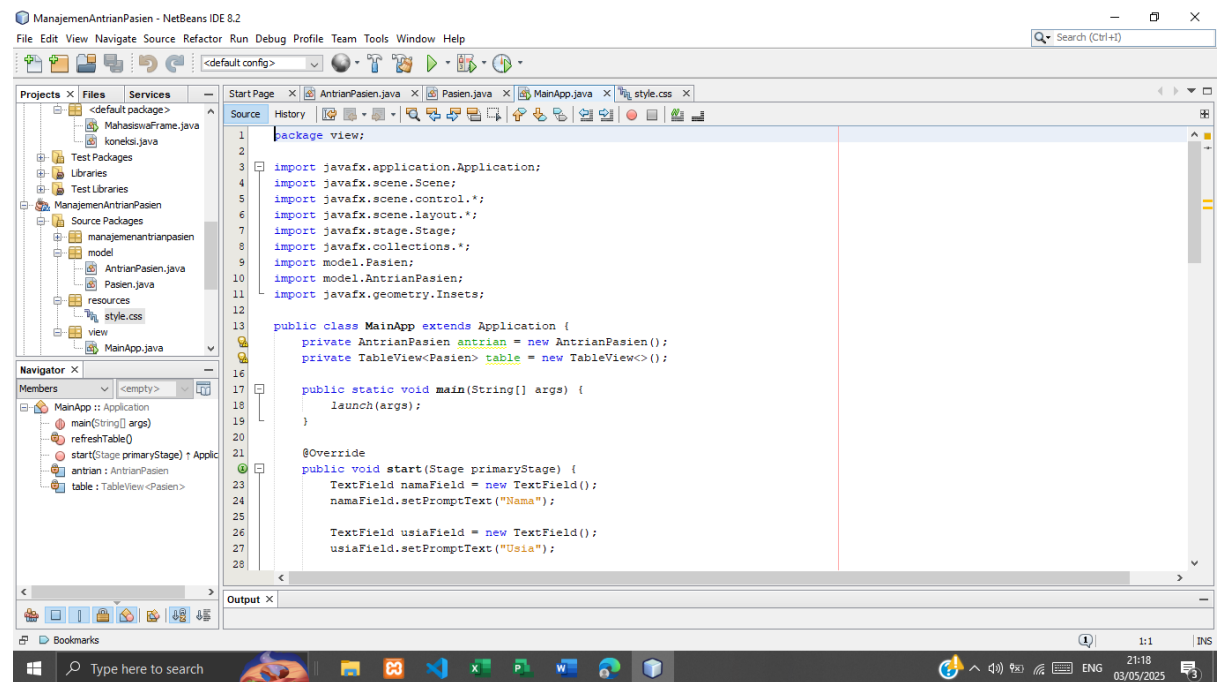 ManajemenAntrianPasien - NetBeans IDE 8.2
File Edit View Navigate Source Refactor Run Debug Profile Team Tools Window Help
Search (Ctrl+I)
<default config>
Projects Files Services
<default package>
MahasiswaFrame.java
koneksi.java
Test Packages
Libraries
Test Libraries
ManajemenAntrianPasien
Source Packages
manajemenantrianpasien
model
AntrianPasien.java
Pasien.java
resources
style.css
view
MainApp.java
Navigator
Members <empty>
MainApp :: Application
main(String[] args)
refreshTable()
start(Stage primaryStage) ↑ Applic
antrian : AntrianPasien
table : TableView<Pasien>
Start Page AntrianPasien.java Pasien.java MainApp.java style.css
Source History
1 package view;
2
3 import javafx.application.Application;
4 import javafx.scene.Scene;
5 import javafx.scene.control.*;
6 import javafx.scene.layout.*;
7 import javafx.stage.Stage;
8 import javafx.collections.*;
9 import model.Pasien;
10 import model.AntrianPasien;
11 import javafx.geometry.Insets;
12
13 public class MainApp extends Application {
private AntrianPasien antrian = new AntrianPasien();
private TableView<Pasien> table = new TableView<>();
16
17 public static void main(String[] args) {
18 launch(args);
19 }
20
21 @Override
public void start(Stage primaryStage) {
23 TextField namaField = new TextField();
24 namaField.setPromptText("Nama");
25
26 TextField usiaField = new TextField();
27 usiaField.setPromptText("Usia");
28
Output
Bookmarks
1 1:1 INS
Type here to search
ENG
21:18
03/05/2025
3